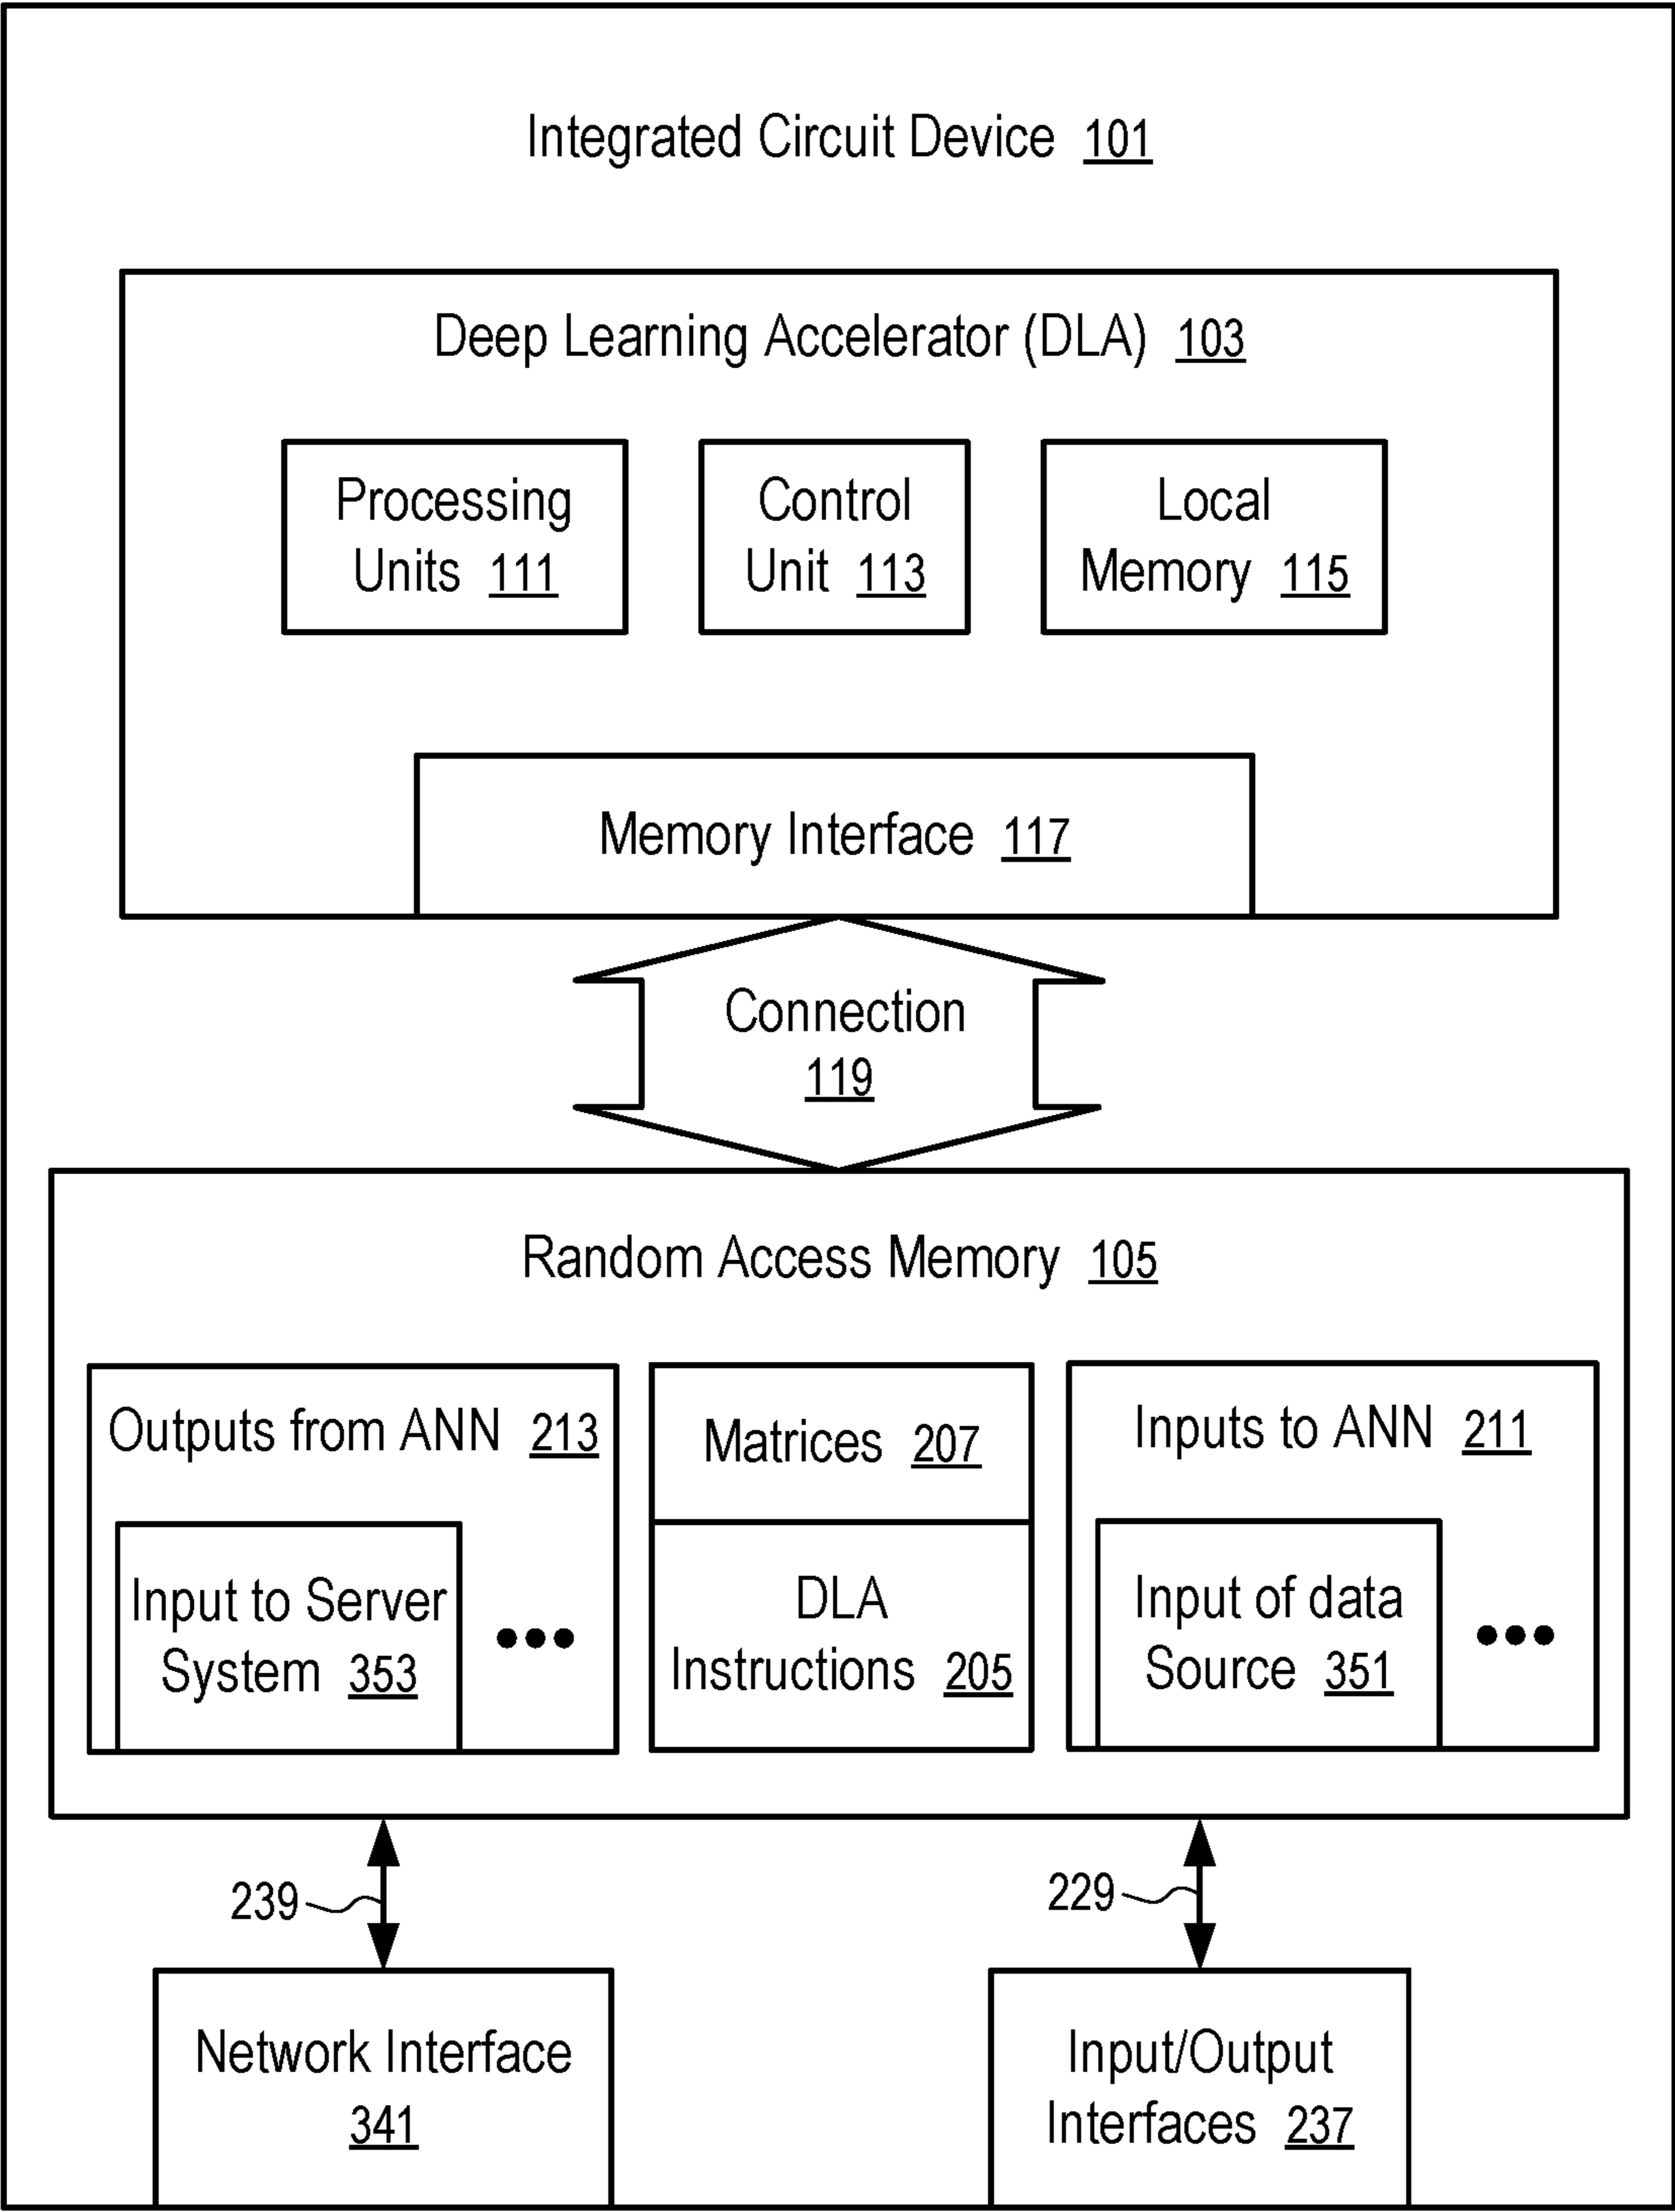 Integrated Circuit Device 101
Deep Learning Accelerator (DLA) 103
Processing
Units 111
Control
Unit 113
Local
Memory 115
Memory Interface 117
Connection
119
Random Access Memory 105
Outputs from ANN 213
Input to Server
System 353
•••
Matrices 207
DLA
Instructions 205
Inputs to ANN 211
Input of data
Source 351
•••
239
229
Network Interface
341
Input/Output
Interfaces 237